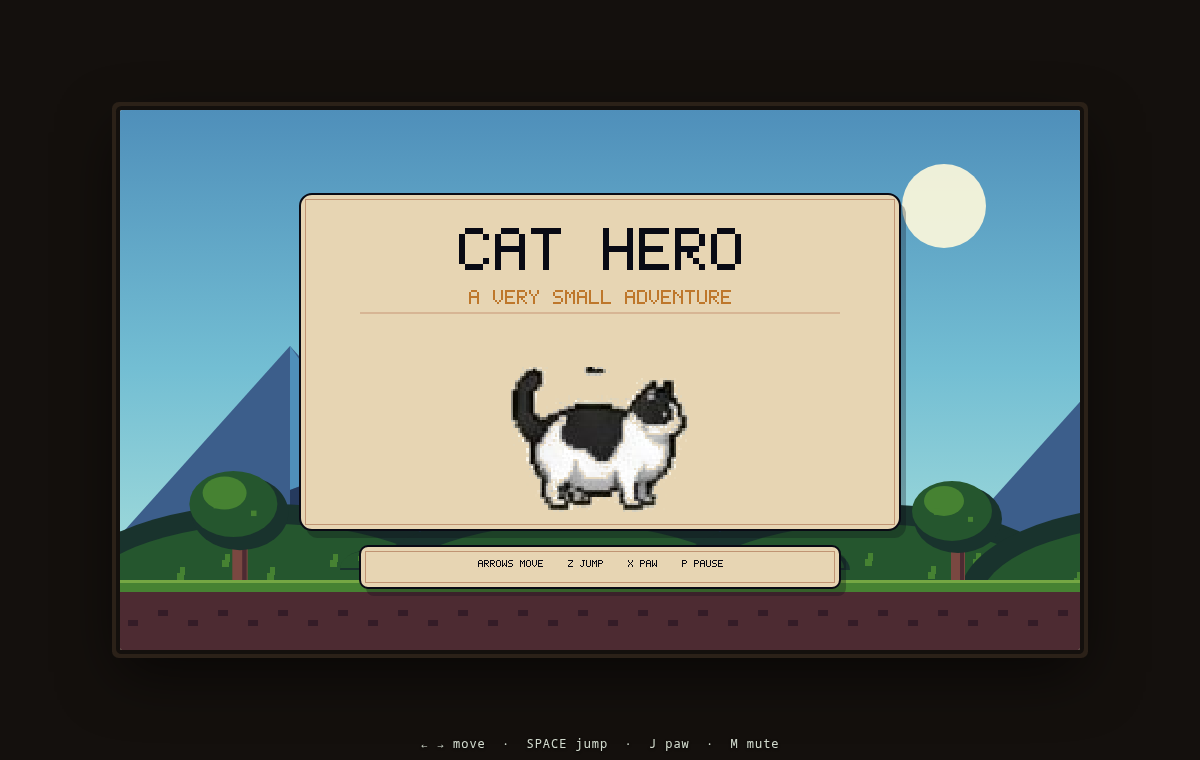 CAT HERO
A VERY SMALL ADVENTURE
ARROWS MOVE Z JUMP X PAW P PAUSE
← → move · SPACE jump · J paw · M mute